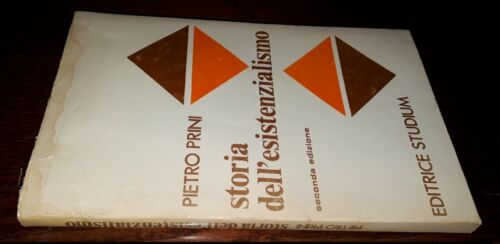 PIETRO PRINI
storia
dell'esistenzialismo
seconda edizione
EDITRICE STUDIUM
PIETRO PRINI storia dell'esistenzialismo